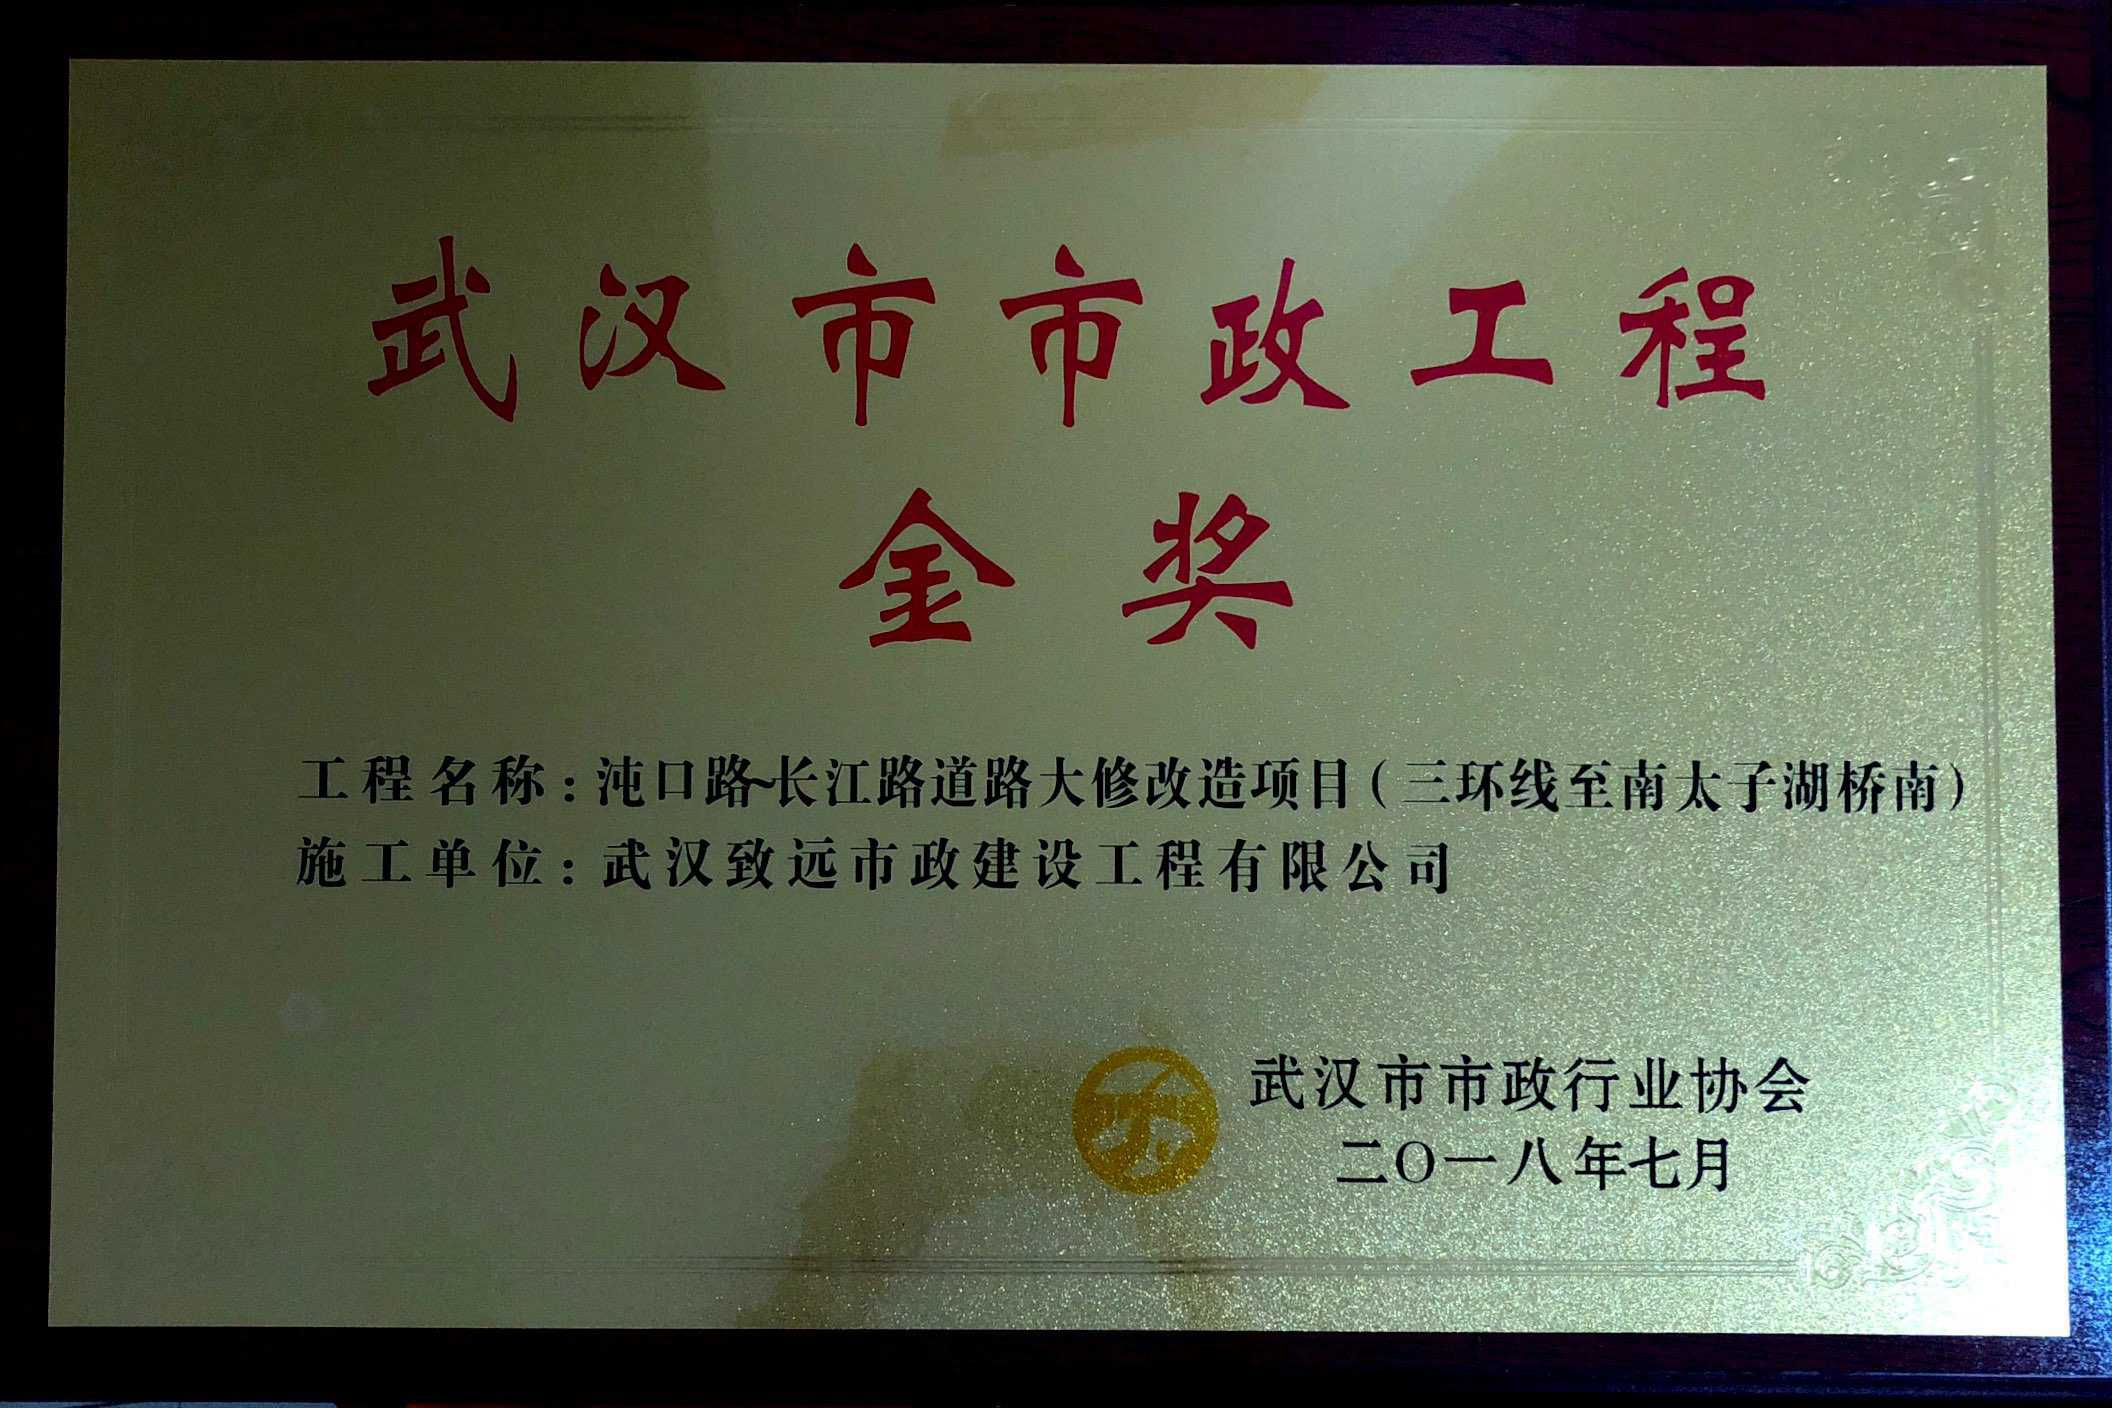 武汉市市政工程
金奖
工程名称：沌口路~长江路道路大修改造项目（三环线至南太子湖桥南）
施工单位：武汉致远市政建设工程有限公司
武汉市市政行业协会
二〇一八年七月